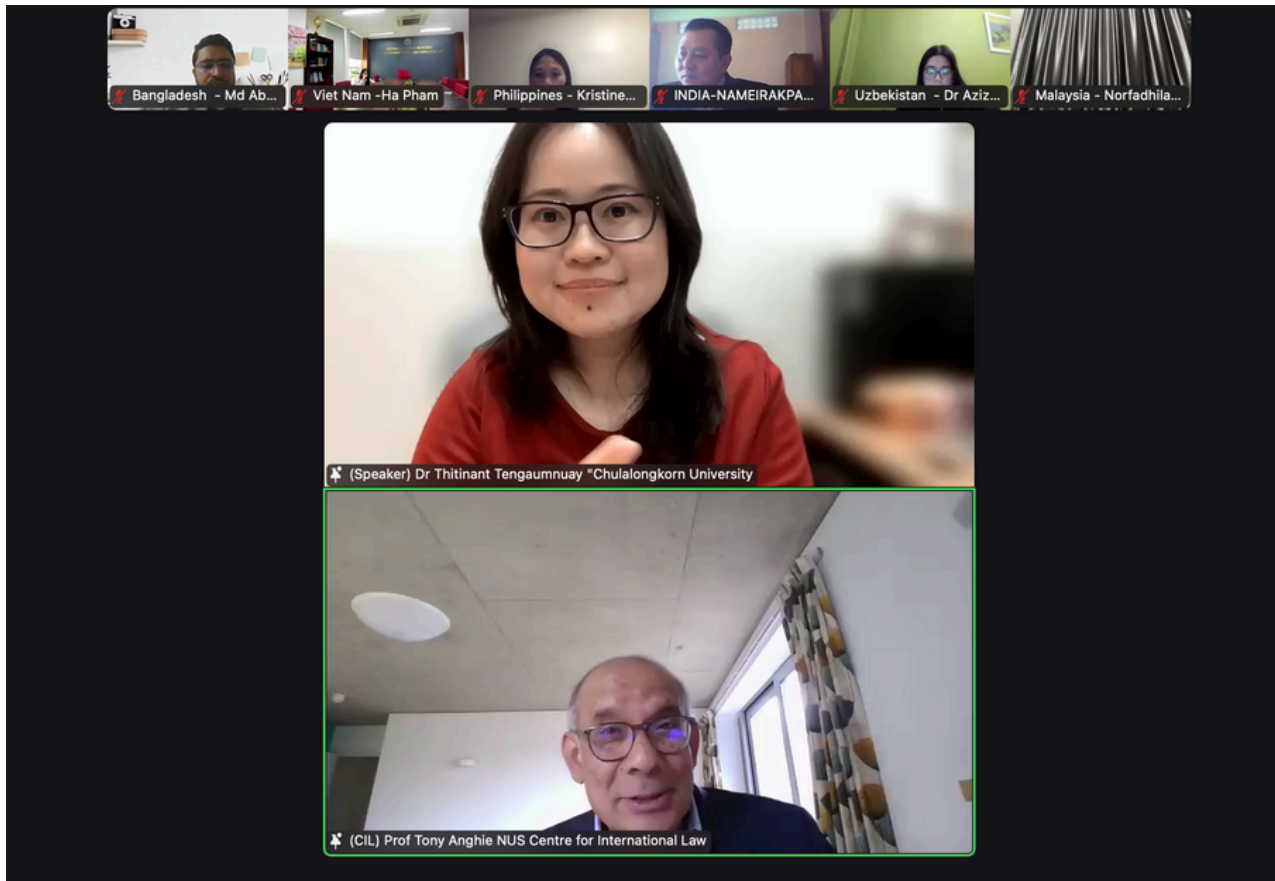 Bangladesh - Md Ab...
Viet Nam -Ha Pham
Philippines - Kristine...
INDIA-NAMEIRAKPA...
Uzbekistan - Dr Aziz...
Malaysia - Norfadhila...
(Speaker) Dr Thitinant Tengaumnuay "Chulalongkorn University
(CIL) Prof Tony Anghie NUS Centre for International Law